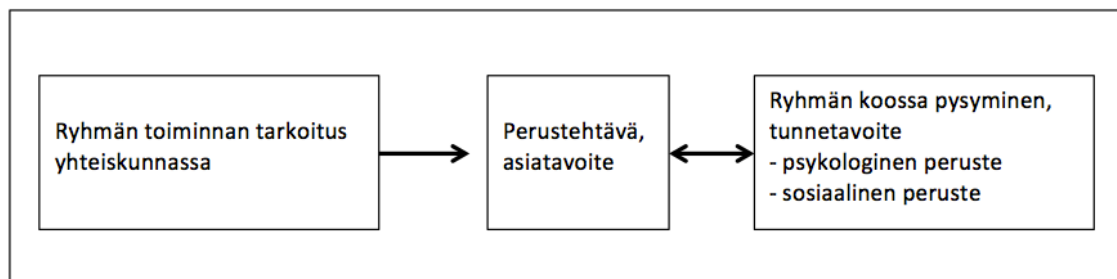 Ryhmän toiminnan tarkoitus
yhteiskunnassa
Perustehtävä,
asiatavoite
Ryhmän koossa pysyminen,
tunnetavoite
- psykologinen peruste
- sosiaalinen peruste